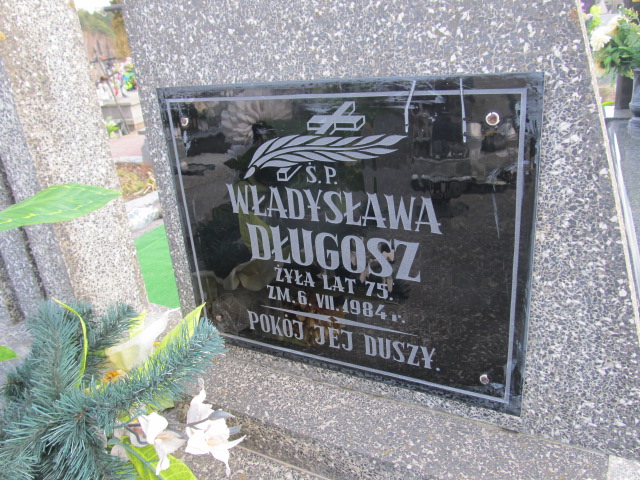 Ś.P.
WŁADYSŁAWA
DŁUGOSZ
ŻYŁA LAT 75.
ZM. 6. VII. 1984 r.
POKÓJ JEJ DUSZY.